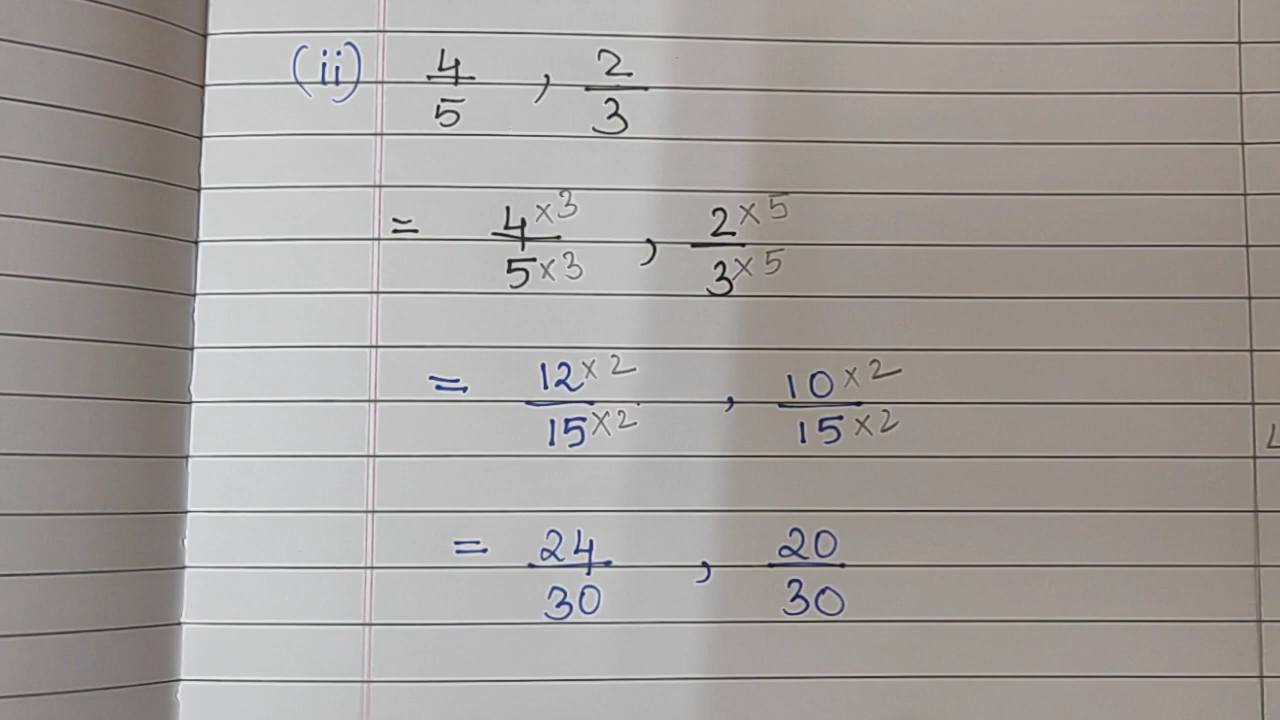 (ii) 4/5 , 2/3
= 4×3/5×3 , 2×5/3×5
= 12×2/15×2 , 10×2/15×2
= 24/30 , 20/30